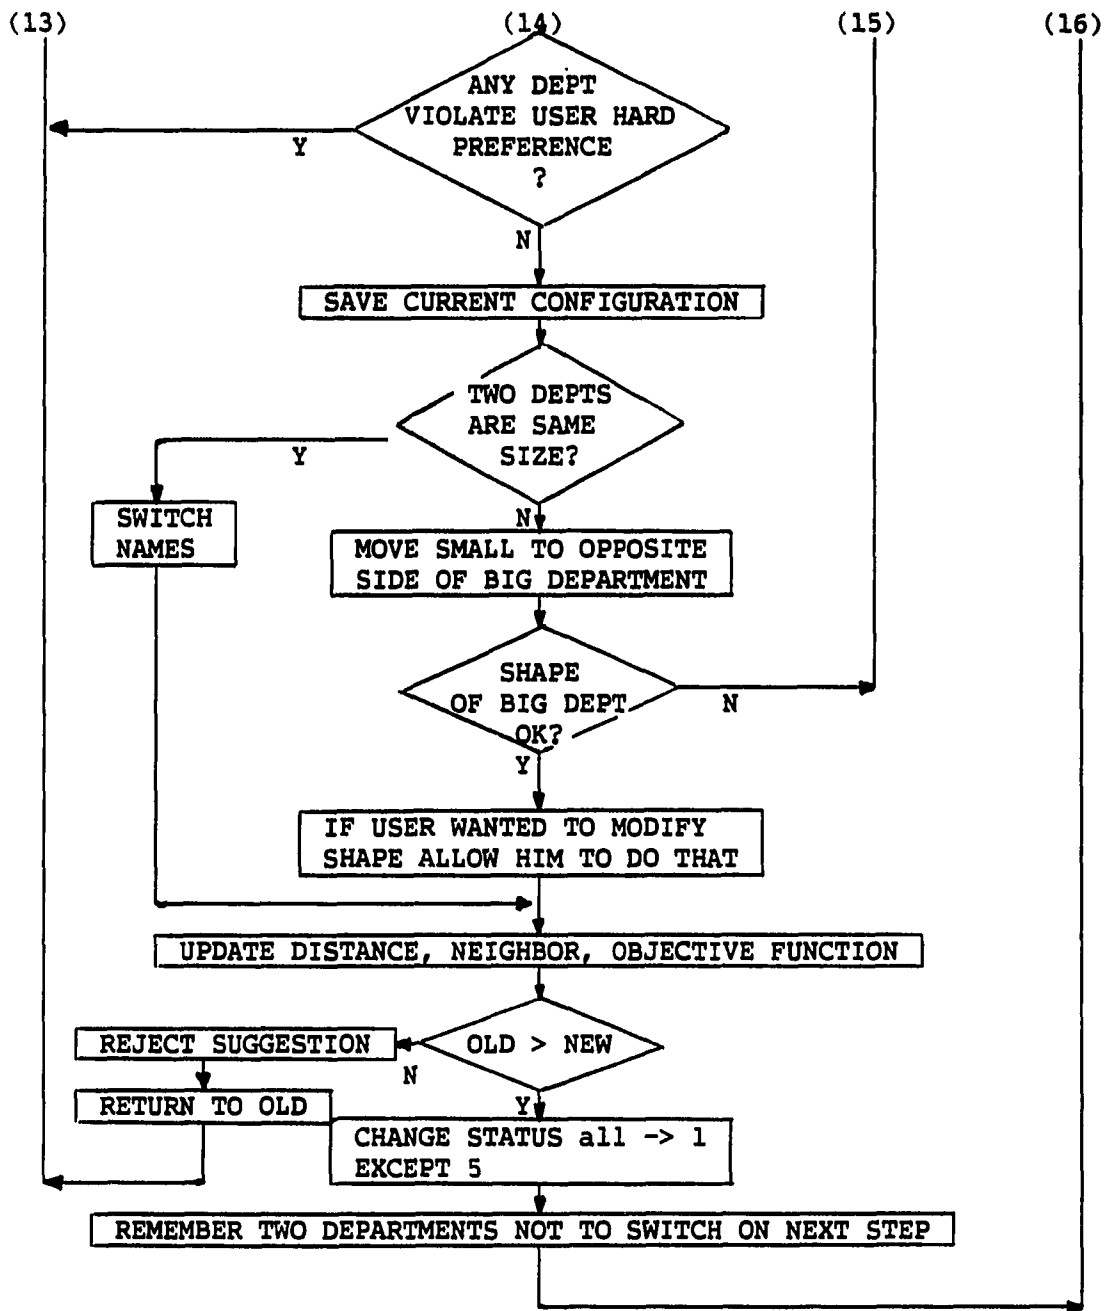 (13) (14) (15) (16)
ANY DEPT
VIOLATE USER HARD
PREFERENCE
?
Y
N
SAVE CURRENT CONFIGURATION
TWO DEPTS
ARE SAME
SIZE?
Y
N
SWITCH
NAMES
MOVE SMALL TO OPPOSITE
SIDE OF BIG DEPARTMENT
SHAPE
OF BIG DEPT
OK?
N
Y
IF USER WANTED TO MODIFY
SHAPE ALLOW HIM TO DO THAT
UPDATE DISTANCE, NEIGHBOR, OBJECTIVE FUNCTION
OLD > NEW
REJECT SUGGESTION
N
RETURN TO OLD
Y
CHANGE STATUS all -> 1
EXCEPT 5
REMEMBER TWO DEPARTMENTS NOT TO SWITCH ON NEXT STEP